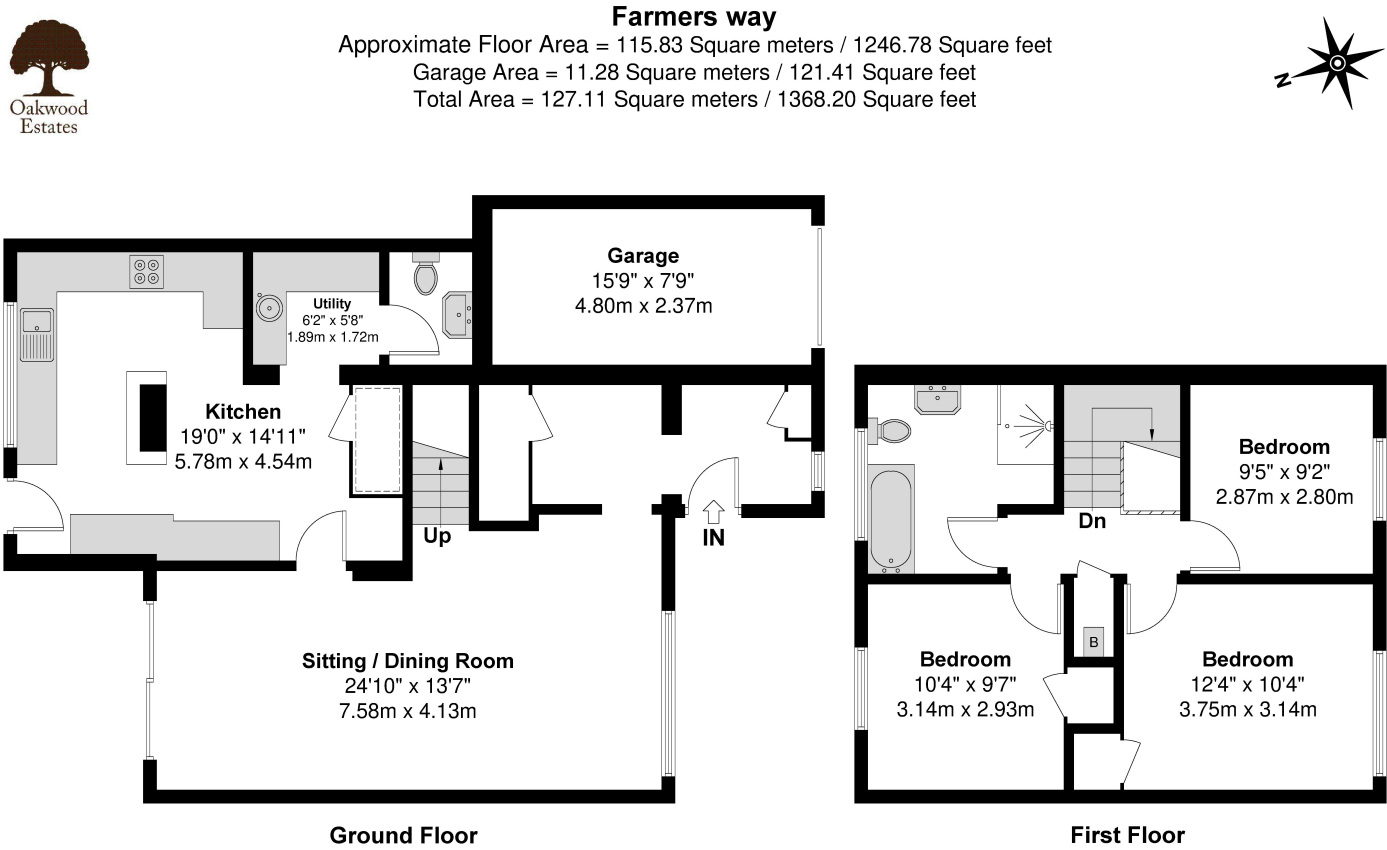 Farmers way
Approximate Floor Area = 115.83 Square meters / 1246.78 Square feet
Garage Area = 11.28 Square meters / 121.41 Square feet
Total Area = 127.11 Square meters / 1368.20 Square feet
Oakwood
Estates
N
Garage
15'9" x 7'9"
4.80m x 2.37m
Utility
6'2" x 5'8"
1.89m x 1.72m
Kitchen
19'0" x 14'11"
5.78m x 4.54m
Up
IN
Sitting / Dining Room
24'10" x 13'7"
7.58m x 4.13m
Ground Floor
Bedroom
9'5" x 9'2"
2.87m x 2.80m
Dn
B
Bedroom
10'4" x 9'7"
3.14m x 2.93m
Bedroom
12'4" x 10'4"
3.75m x 3.14m
First Floor